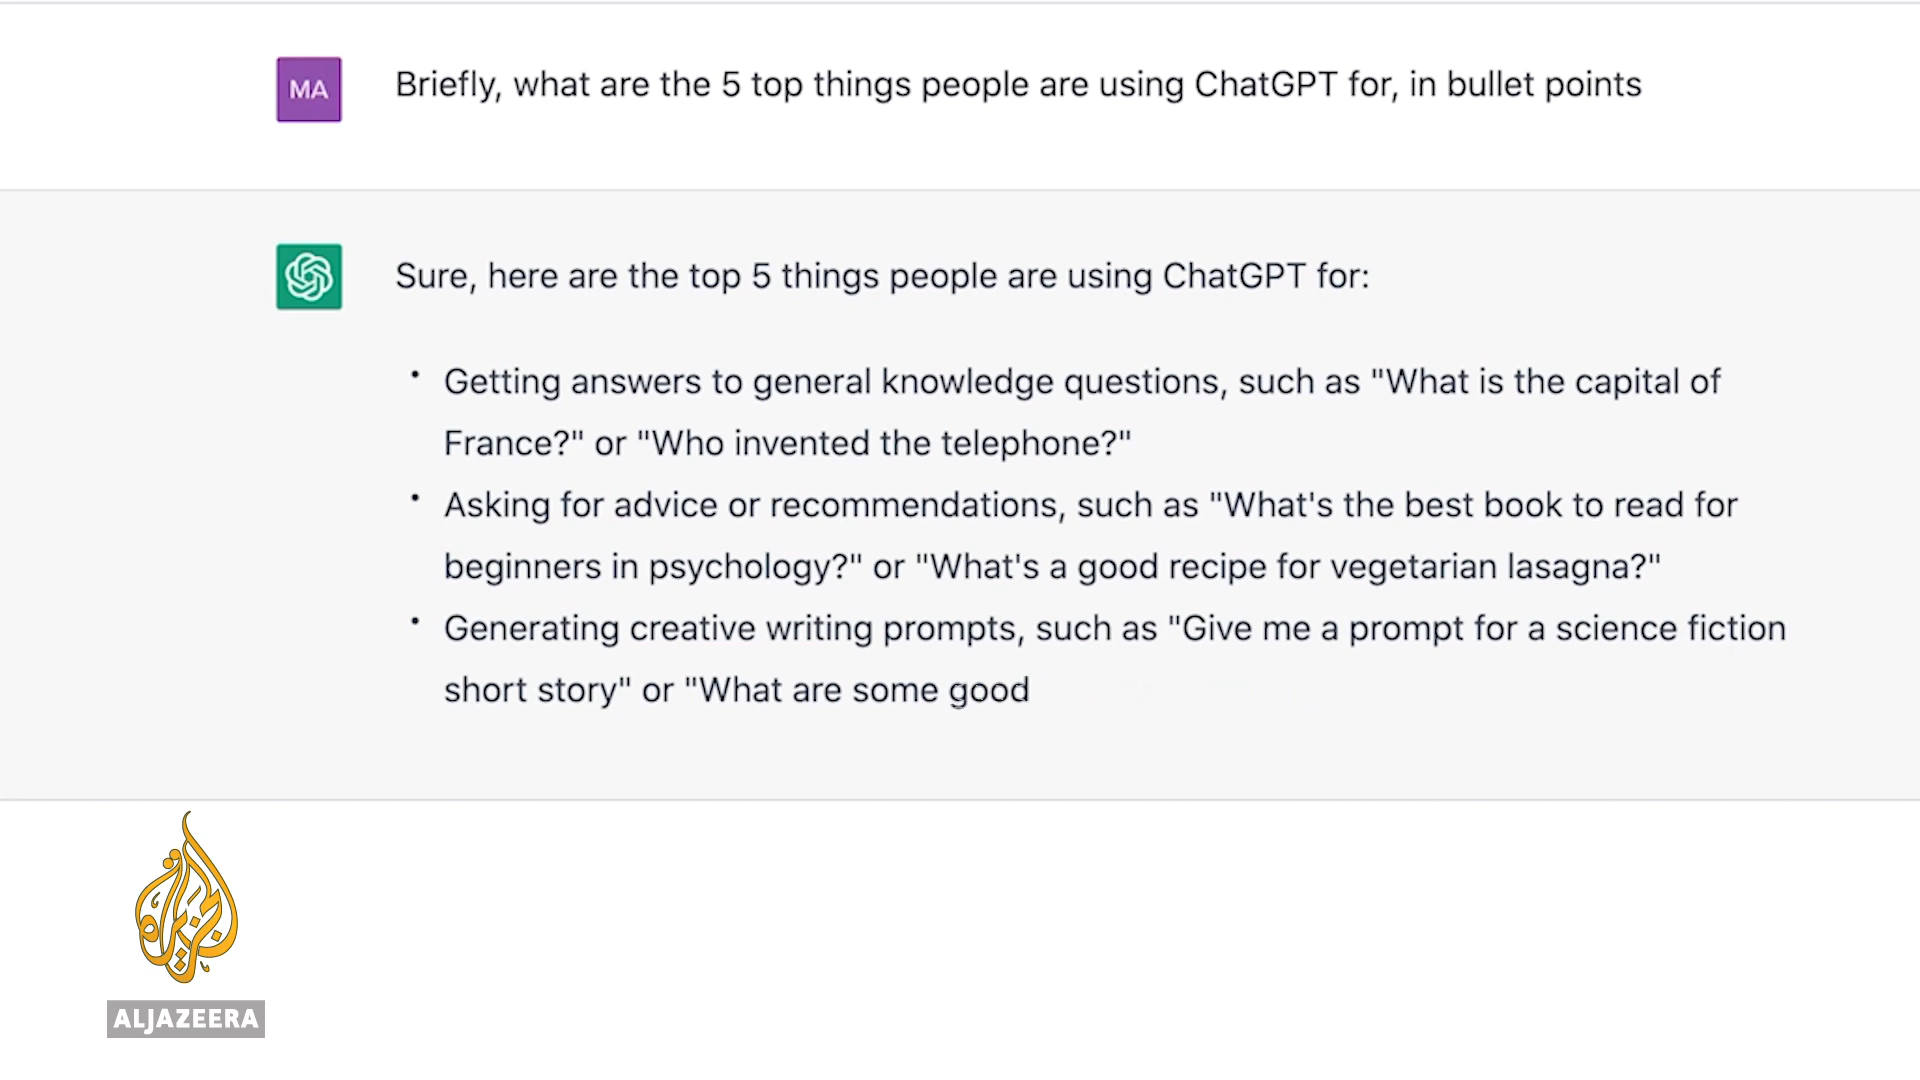 MA
Briefly, what are the 5 top things people are using ChatGPT for, in bullet points
Sure, here are the top 5 things people are using ChatGPT for:
• Getting answers to general knowledge questions, such as "What is the capital of
France?" or "Who invented the telephone?"
• Asking for advice or recommendations, such as "What's the best book to read for
beginners in psychology?" or "What's a good recipe for vegetarian lasagna?"
• Generating creative writing prompts, such as "Give me a prompt for a science fiction
short story" or "What are some good
الجزيرة
ALJAZEERA